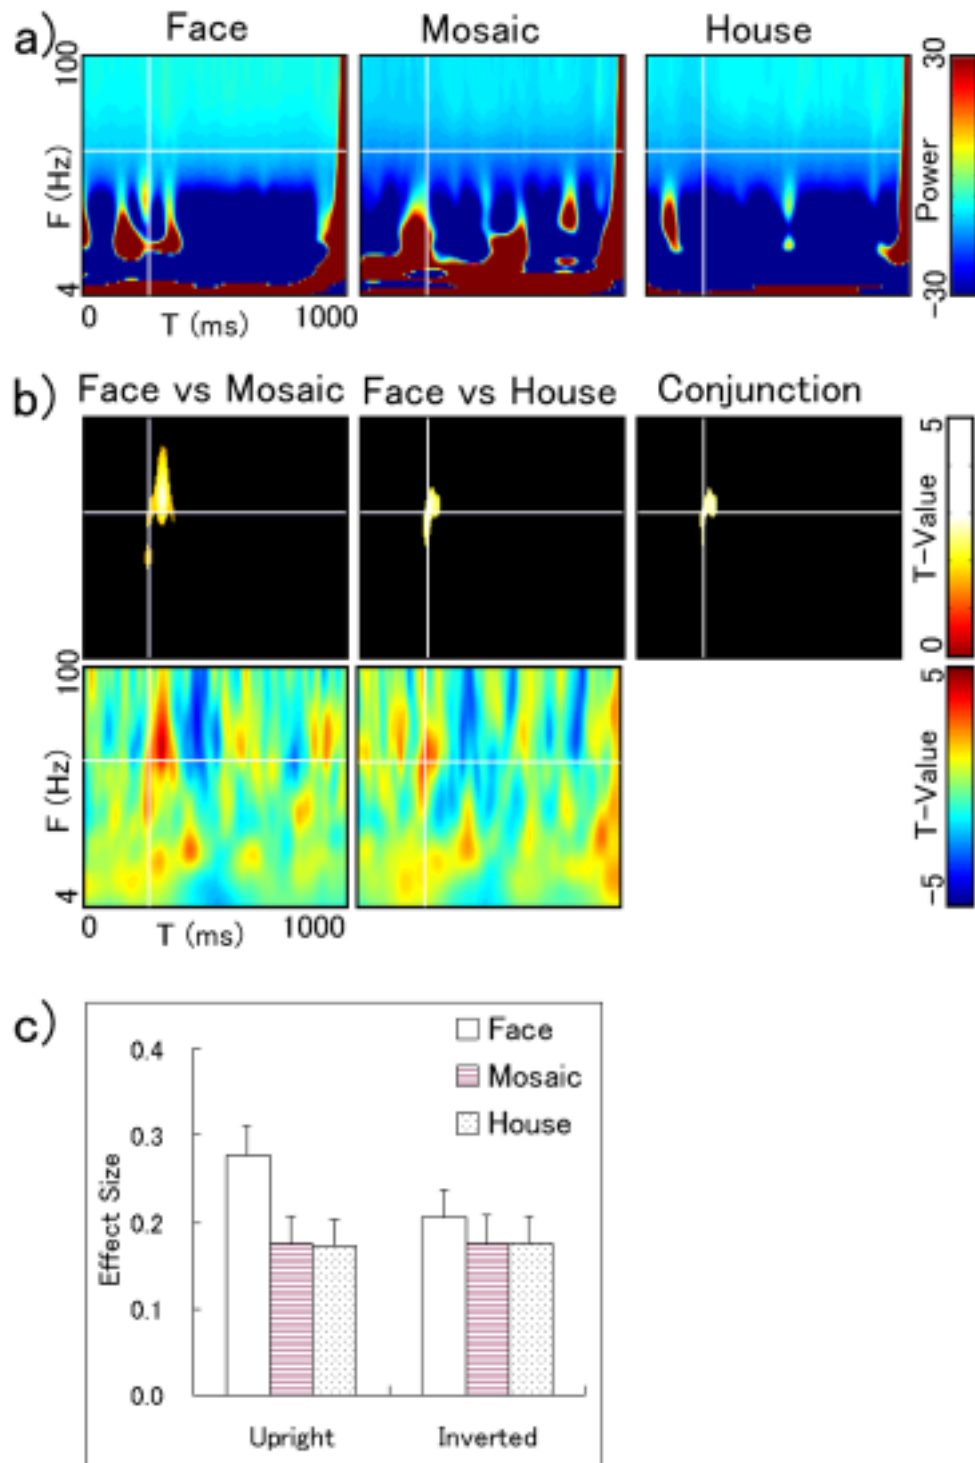 a) Face Mosaic House
100
F (Hz)
4
0 T (ms) 1000
30
Power
-30
b) Face vs Mosaic Face vs House Conjunction
5
T-Value
0
100
F (Hz)
4
0 T (ms) 1000
5
T-Value
-5
c)
Face
Mosaic
House
Effect Size
0.4
0.3
0.2
0.1
0.0
Upright Inverted